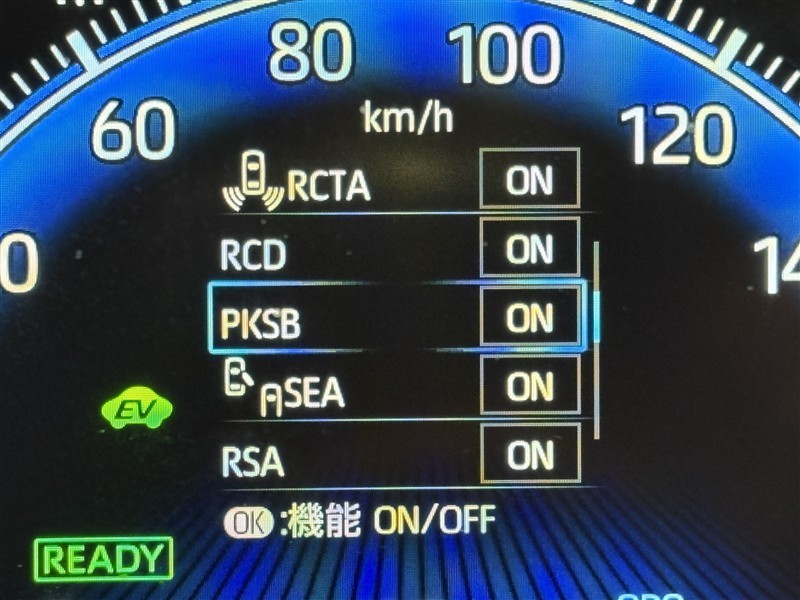 80 100
60 120
km/h
RCTA ON
RCD ON
PKSB ON
SEA ON
RSA ON
EV
OK:機能 ON/OFF
READY